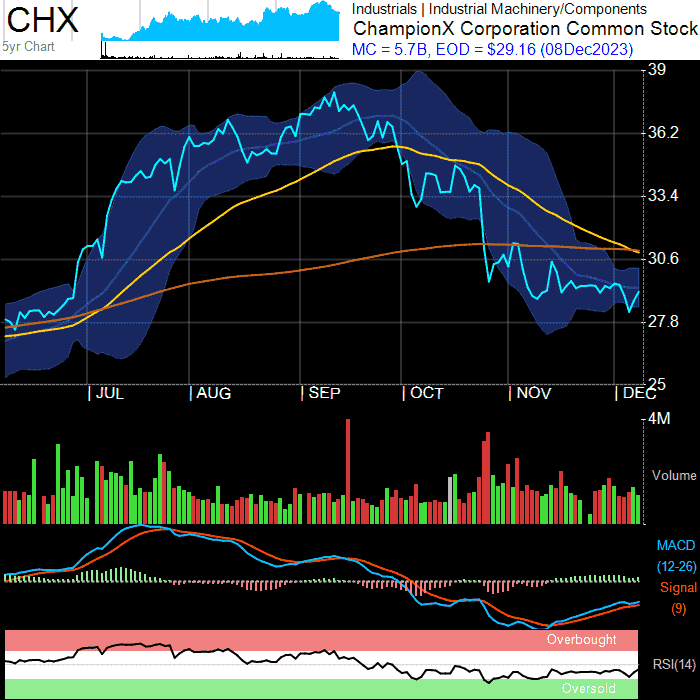 CHX
5yr Chart
Industrials | Industrial Machinery/Components
ChampionX Corporation Common Stock
MC = 5.7B, EOD = $29.16 (08Dec2023)
39
36.2
33.4
30.6
27.8
25
JUL AUG SEP OCT NOV DEC
4M
Volume
MACD
(12-26)
Signal
(9)
Overbought
RSI(14)
Oversold